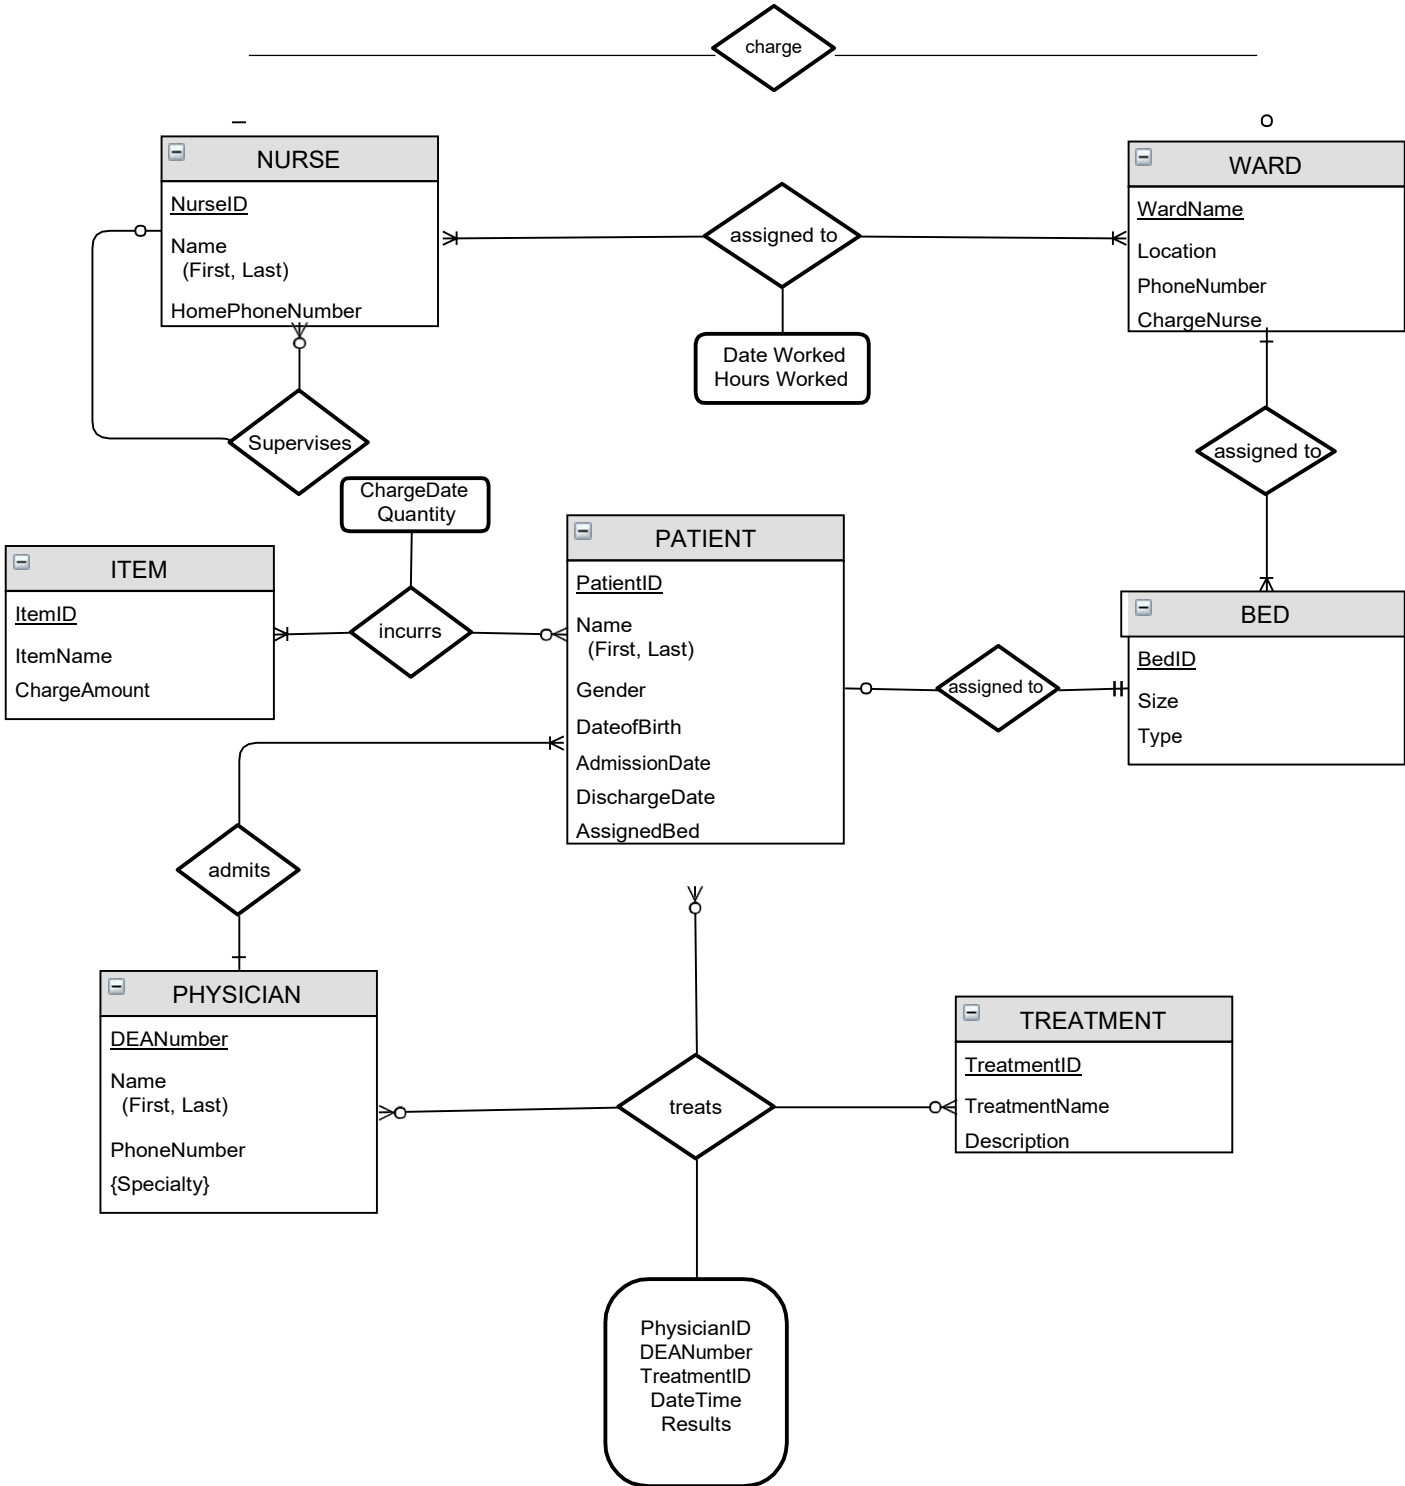 charge
NURSE
NurseID
Name
(First, Last)
HomePhoneNumber
assigned to
Date Worked
Hours Worked
WARD
WardName
Location
PhoneNumber
ChargeNurse
Supervises
assigned to
ChargeDate
Quantity
ITEM
ItemID
ItemName
ChargeAmount
incurrs
PATIENT
PatientID
Name
(First, Last)
Gender
DateofBirth
AdmissionDate
DischargeDate
AssignedBed
assigned to
BED
BedID
Size
Type
admits
PHYSICIAN
DEANumber
Name
(First, Last)
PhoneNumber
{Specialty}
treats
TREATMENT
TreatmentID
TreatmentName
Description
PhysicianID
DEANumber
TreatmentID
DateTime
Results